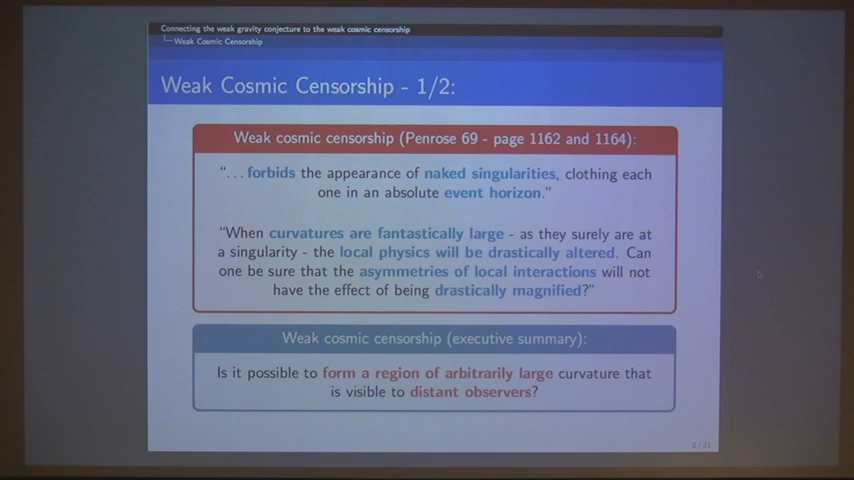 Connecting the weak gravity conjecture to the weak cosmic censorship
Weak Cosmic Censorship
Weak Cosmic Censorship - 1/2:
Weak cosmic censorship (Penrose 69 - page 1162 and 1164):
“...forbids the appearance of naked singularities, clothing each
one in an absolute event horizon.”
“When curvatures are fantastically large - as they surely are at
a singularity - the local physics will be drastically altered. Can
one be sure that the asymmetries of local interactions will not
have the effect of being drastically magnified?”
Weak cosmic censorship (executive summary):
Is it possible to form a region of arbitrarily large curvature that
is visible to distant observers?
2 / 21